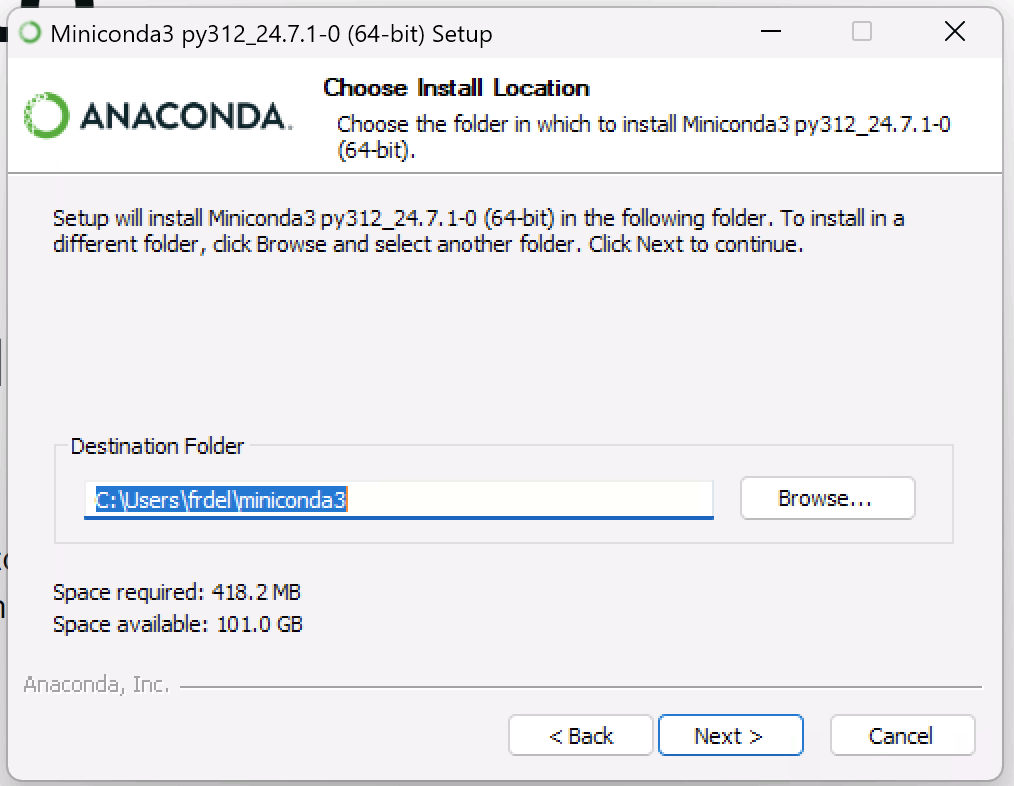 Miniconda3 py312_24.7.1-0 (64-bit) Setup
ANACONDA.
Choose Install Location
Choose the folder in which to install Miniconda3 py312_24.7.1-0
(64-bit).
Setup will install Miniconda3 py312_24.7.1-0 (64-bit) in the following folder. To install in a
different folder, click Browse and select another folder. Click Next to continue.
Destination Folder
C:\Users\frdel\miniconda3
Browse...
Space required: 418.2 MB
Space available: 101.0 GB
Anaconda, Inc.
< Back
Next >
Cancel